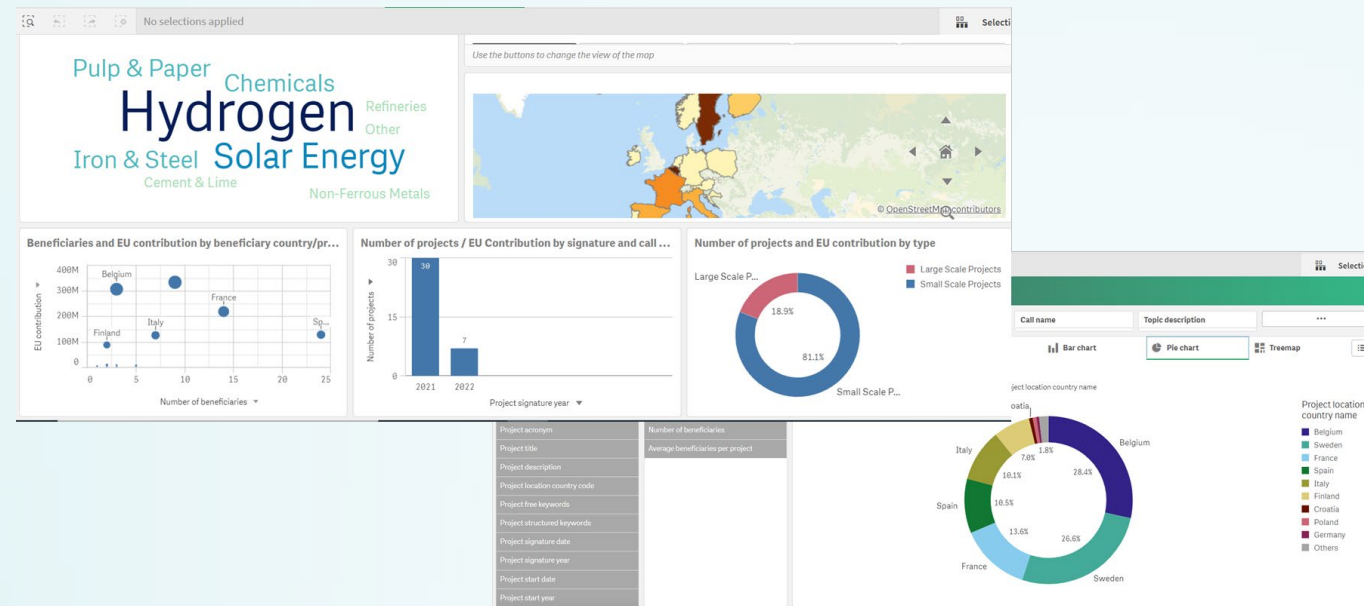 No selections applied
Selecti
Pulp & Paper
Chemicals
Hydrogen
Refineries
Other
Iron & Steel
Solar Energy
Cement & Lime
Non-Ferrous Metals
Use the buttons to change the view of the map
© OpenStreetMap contributors
Beneficiaries and EU contribution by beneficiary country/pr...
EU contribution
400M
300M
200M
100M
0
Belgium
France
Finland
Italy
Sp...
0 5 10 15 20 25
Number of beneficiaries
Number of projects / EU Contribution by signature and call ...
Number of projects
30
15
0
30
7
2021 2022
Project signature year
Number of projects and EU contribution by type
Large Scale P...
18.9%
81.1%
Small Scale P...
Large Scale Projects
Small Scale Projects
Selecti
Call name
Topic description
...
Bar chart
Pie chart
Treemap
ject location country name
oatia
Belgium
28.4%
Sweden
26.6%
France
13.6%
Spain
10.5%
Italy
10.1%
7.0%
1.8%
Project location
country name
Belgium
Sweden
France
Spain
Italy
Finland
Croatia
Poland
Germany
Others
Project acronym
Project title
Project description
Project location country code
Project free keywords
Project structured keywords
Project signature date
Project signature year
Project start date
Project start year
Number of beneficiaries
Average beneficiaries per project